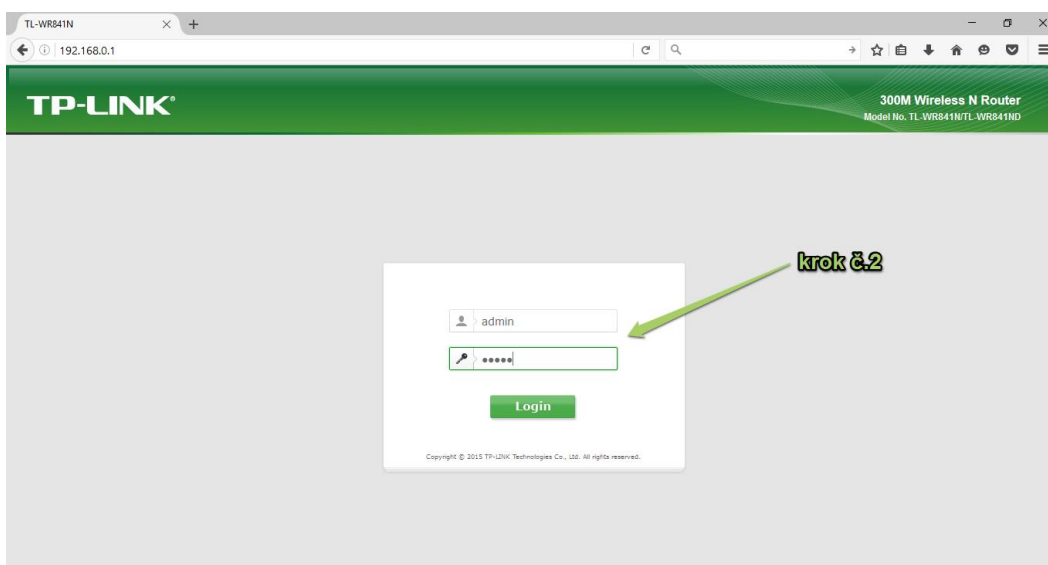 TL-WR841N
192.168.0.1
TP-LINK®
300M Wireless N Router
Model No. TL-WR841N/TL-WR841ND
krok č.2
admin
•••••
Login
Copyright © 2015 TP-LINK Technologies Co., Ltd. All rights reserved.